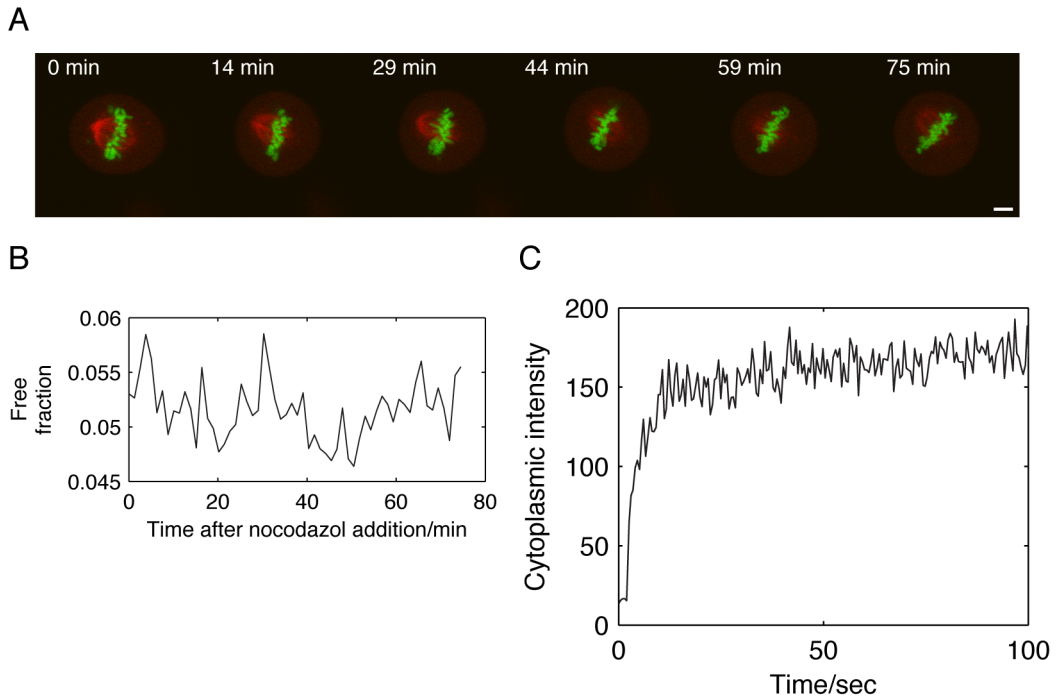 A
0 min 14 min 29 min 44 min 59 min 75 min
B
0.06
0.055
0.05
0.045
0 20 40 60 80
Free
fraction
Time after nocodazol addition/min
C
200
150
100
50
0
0 50 100
Cytoplasmic intensity
Time/sec